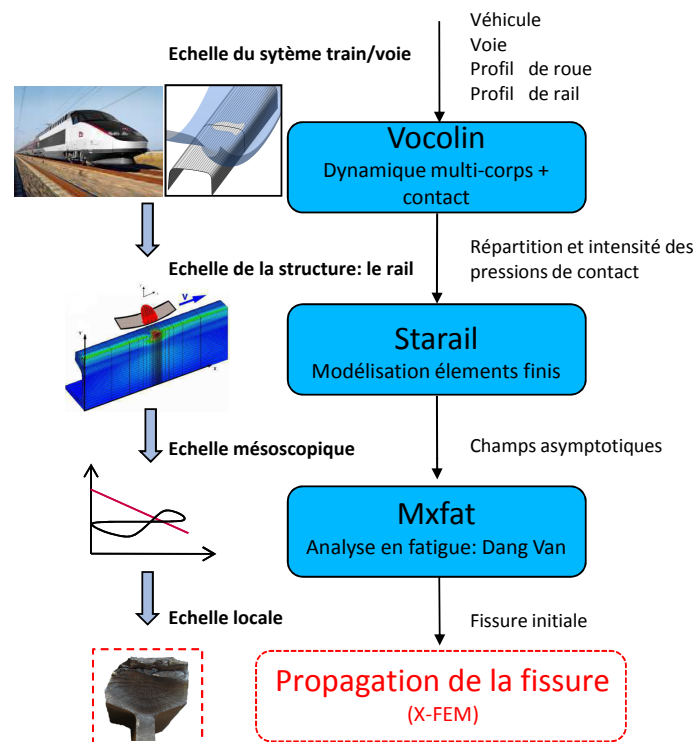 Véhicule
Voie
Profil de roue
Profil de rail
Echelle du sytème train/voie
Vocolin
Dynamique multi-corps +
contact
Répartition et intensité des
pressions de contact
Echelle de la structure: le rail
V
Starail
Modélisation élements finis
Echelle mésoscopique
Champs asymptotiques
Mxfat
Analyse en fatigue: Dang Van
Echelle locale
Fissure initiale
Propagation de la fissure
(X-FEM)